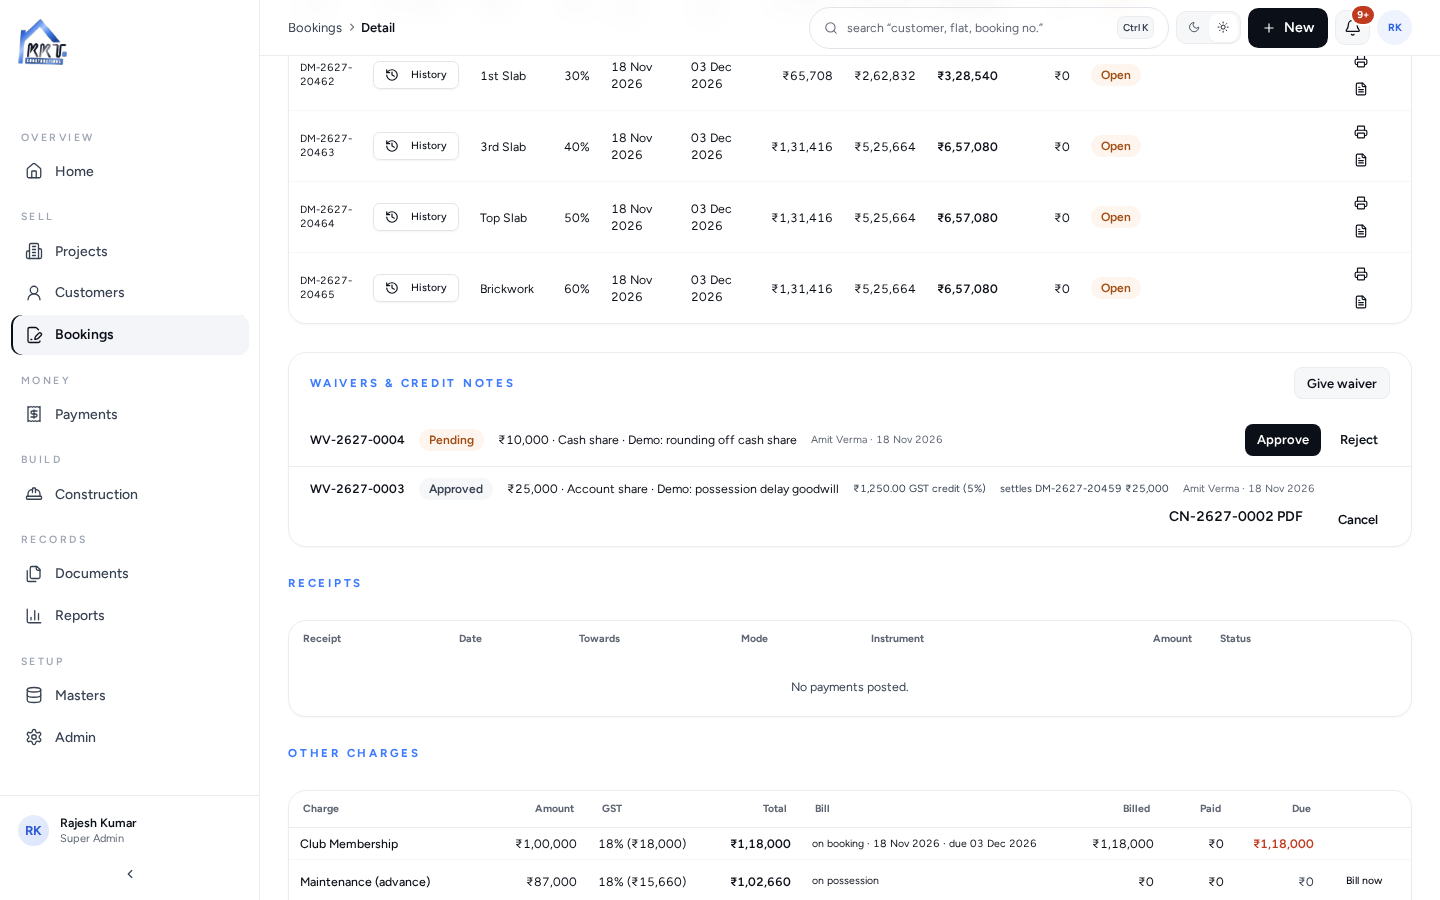 RKT
CONSTRUCTIONS
Bookings > Detail
search “customer, flat, booking no.”
Ctrl K
+ New
9+
RK
OVERVIEW
Home
SELL
Projects
Customers
Bookings
MONEY
Payments
BUILD
Construction
RECORDS
Documents
Reports
SETUP
Masters
Admin
RK
Rajesh Kumar
Super Admin
DM-2627-20462 History 1st Slab 30% 18 Nov 2026 03 Dec 2026 ₹65,708 ₹2,62,832 ₹3,28,540 ₹0 Open
DM-2627-20463 History 3rd Slab 40% 18 Nov 2026 03 Dec 2026 ₹1,31,416 ₹5,25,664 ₹6,57,080 ₹0 Open
DM-2627-20464 History Top Slab 50% 18 Nov 2026 03 Dec 2026 ₹1,31,416 ₹5,25,664 ₹6,57,080 ₹0 Open
DM-2627-20465 History Brickwork 60% 18 Nov 2026 03 Dec 2026 ₹1,31,416 ₹5,25,664 ₹6,57,080 ₹0 Open
WAIVERS & CREDIT NOTES
Give waiver
WV-2627-0004 Pending ₹10,000 · Cash share · Demo: rounding off cash share Amit Verma · 18 Nov 2026 Approve Reject
WV-2627-0003 Approved ₹25,000 · Account share · Demo: possession delay goodwill ₹1,250.00 GST credit (5%) settles DM-2627-20459 ₹25,000 Amit Verma · 18 Nov 2026
CN-2627-0002 PDF Cancel
RECEIPTS
Receipt Date Towards Mode Instrument Amount Status
No payments posted.
OTHER CHARGES
Charge Amount GST Total Bill Billed Paid Due
Club Membership ₹1,00,000 18% (₹18,000) ₹1,18,000 on booking · 18 Nov 2026 · due 03 Dec 2026 ₹1,18,000 ₹0 ₹1,18,000
Maintenance (advance) ₹87,000 18% (₹15,660) ₹1,02,660 on possession ₹0 ₹0 ₹0 Bill now